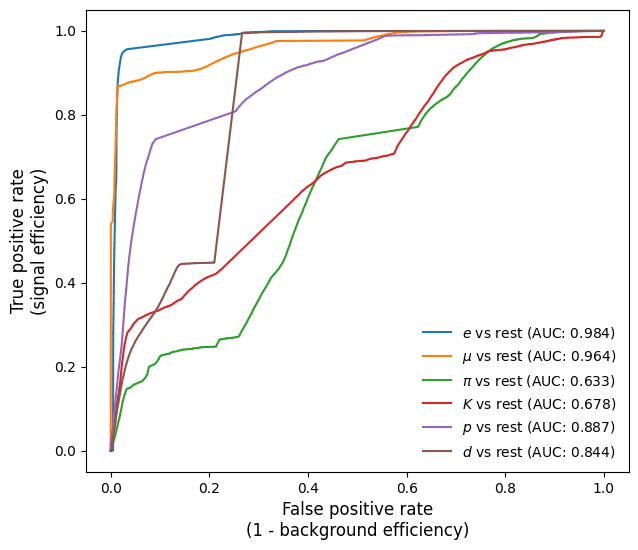 1.0
0.8
0.6
0.4
0.2
0.0
True positive rate
(signal efficiency)
e vs rest (AUC: 0.984)
μ vs rest (AUC: 0.964)
π vs rest (AUC: 0.633)
K vs rest (AUC: 0.678)
p vs rest (AUC: 0.887)
d vs rest (AUC: 0.844)
0.0 0.2 0.4 0.6 0.8 1.0
False positive rate
(1 - background efficiency)